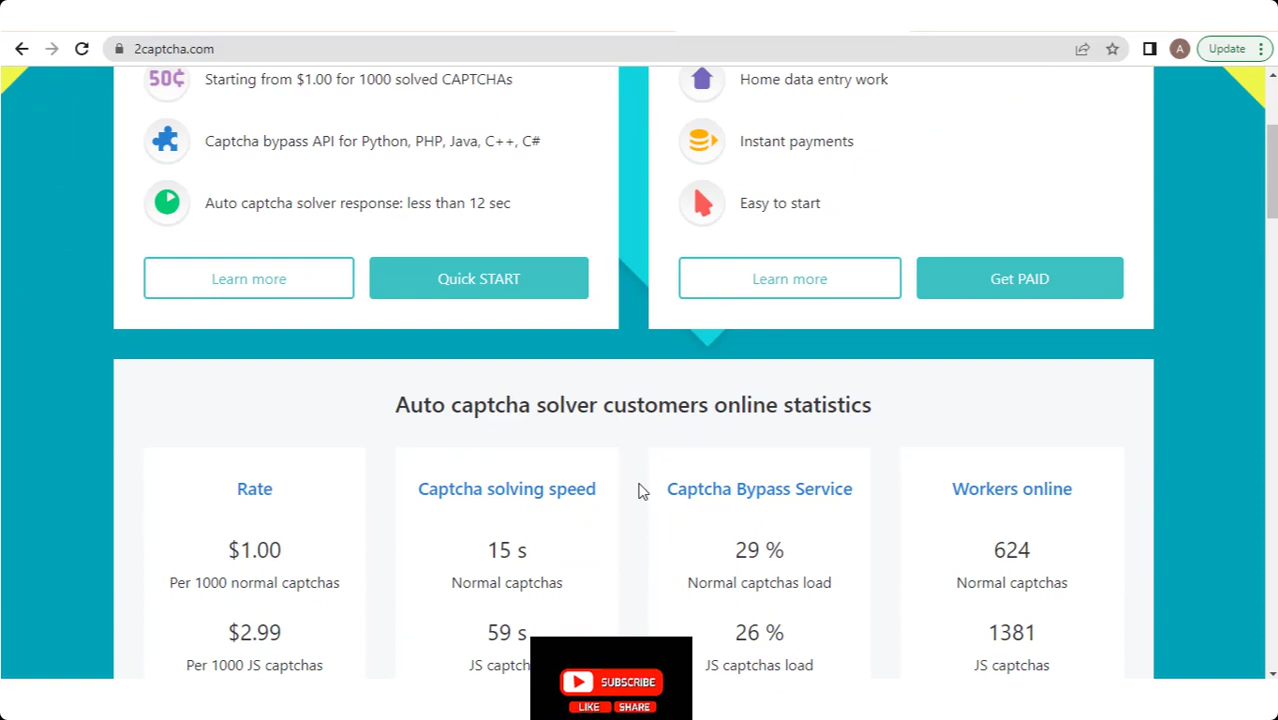 2captcha.com
A
Update
50¢ Starting from $1.00 for 1000 solved CAPTCHAs
Captcha bypass API for Python, PHP, Java, C++, C#
Auto captcha solver response: less than 12 sec
Learn more
Quick START
Home data entry work
Instant payments
Easy to start
Learn more
Get PAID
Auto captcha solver customers online statistics
Rate
$1.00
Per 1000 normal captchas
$2.99
Per 1000 JS captchas
Captcha solving speed
15 s
Normal captchas
59 s
JS captch
Captcha Bypass Service
29 %
Normal captchas load
26 %
JS captchas load
Workers online
624
Normal captchas
1381
JS captchas
SUBSCRIBE
LIKE
SHARE